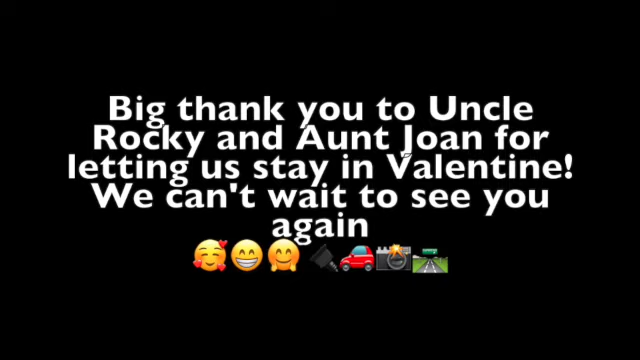 Big thank you to Uncle
Rocky and Aunt Joan for
letting us stay in Valentine!
We can't wait to see you
again
🥰😁🤗 🔌🚗📸🛣️